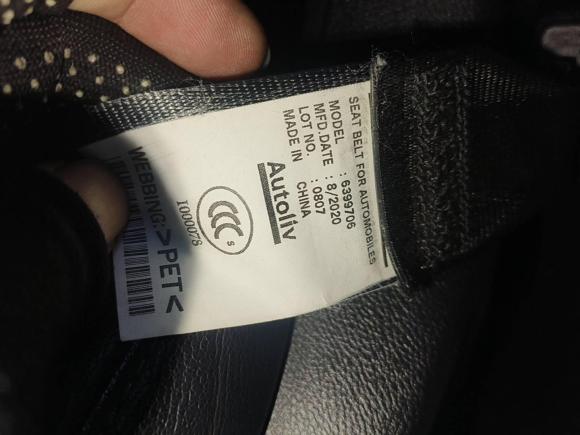 SEAT BELT FOR AUTOMOBILES
MODEL : 6399706
MFD.DATE : 8/2020
LOT NO. : 0807
MADE IN CHINA
Autoliv
CCC S
1000078
WEBBING:>PET<